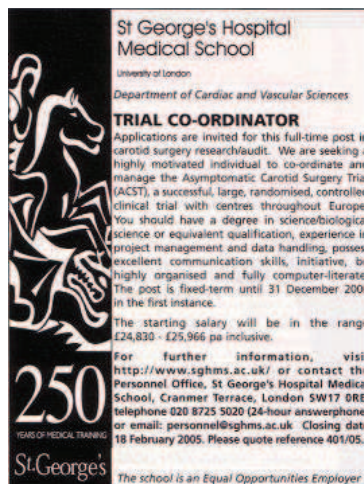 St George's Hospital
Medical School
University of London
Department of Cardiac and Vascular Sciences
TRIAL CO-ORDINATOR
Applications are invited for this full-time post
carotid surgery research/audit. We are seeking
highly motivated individual to co-ordinate and
manage the Asymptomatic Carotid Surgery Trial
(ACST), a successful, large, randomised, controlled
clinical trial with centres throughout Europe
You should have a degree in science/biological
science or equivalent qualification, experience in
project management and data handling, possess
excellent communication skills, initiative, be
highly organised and fully computer-literate
The post is fixed-term until 31 December
in the first instance.
The starting salary will be in the range
£24,830 - £25,966 pa inclusive.
For further information, visit
http://www.sghms.ac.uk/ or contact the
Personnel Office, St George's Hospital Medical
School, Cranmer Terrace, London SW17 0RE
telephone 020 8725 5020 (24-hour answerphone)
or email: personnel@sghms.ac.uk Closing date
18 February 2005. Please quote reference 401/05.
250
YEARS OF MEDICAL TRAINING
St.George's
The school is an Equal Opportunities Employer